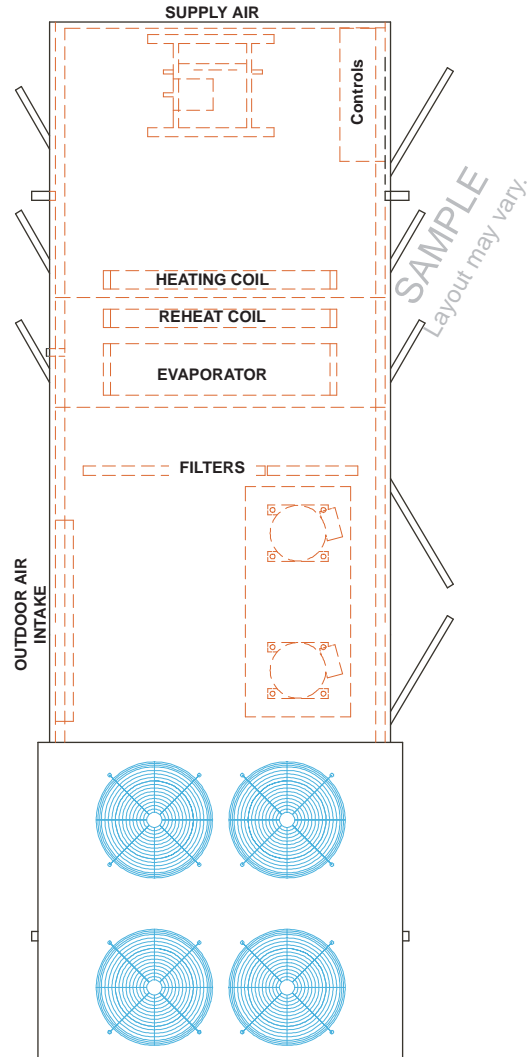 SUPPLY AIR
Controls
SAMPLE
Layout may vary.
HEATING COIL
REHEAT COIL
EVAPORATOR
FILTERS
OUTDOOR AIR
INTAKE